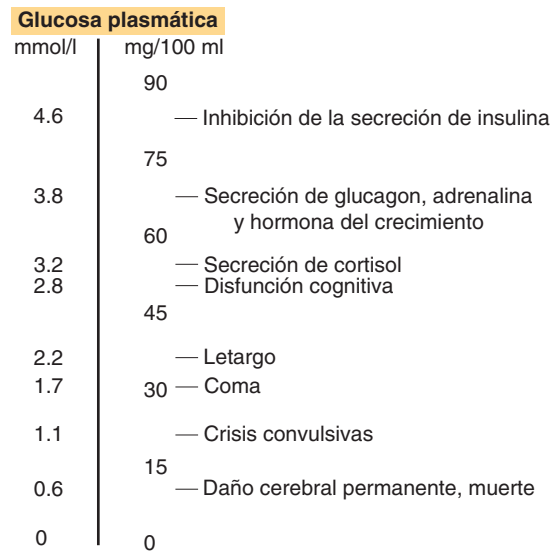 Glucosa plasmática
mmol/l mg/100 ml
90
4.6 — Inhibición de la secreción de insulina
75
3.8 — Secreción de glucagon, adrenalina
y hormona del crecimiento
60
3.2 — Secreción de cortisol
2.8 — Disfunción cognitiva
45
2.2 — Letargo
1.7 30 — Coma
1.1 — Crisis convulsivas
15
0.6 — Daño cerebral permanente, muerte
0 0